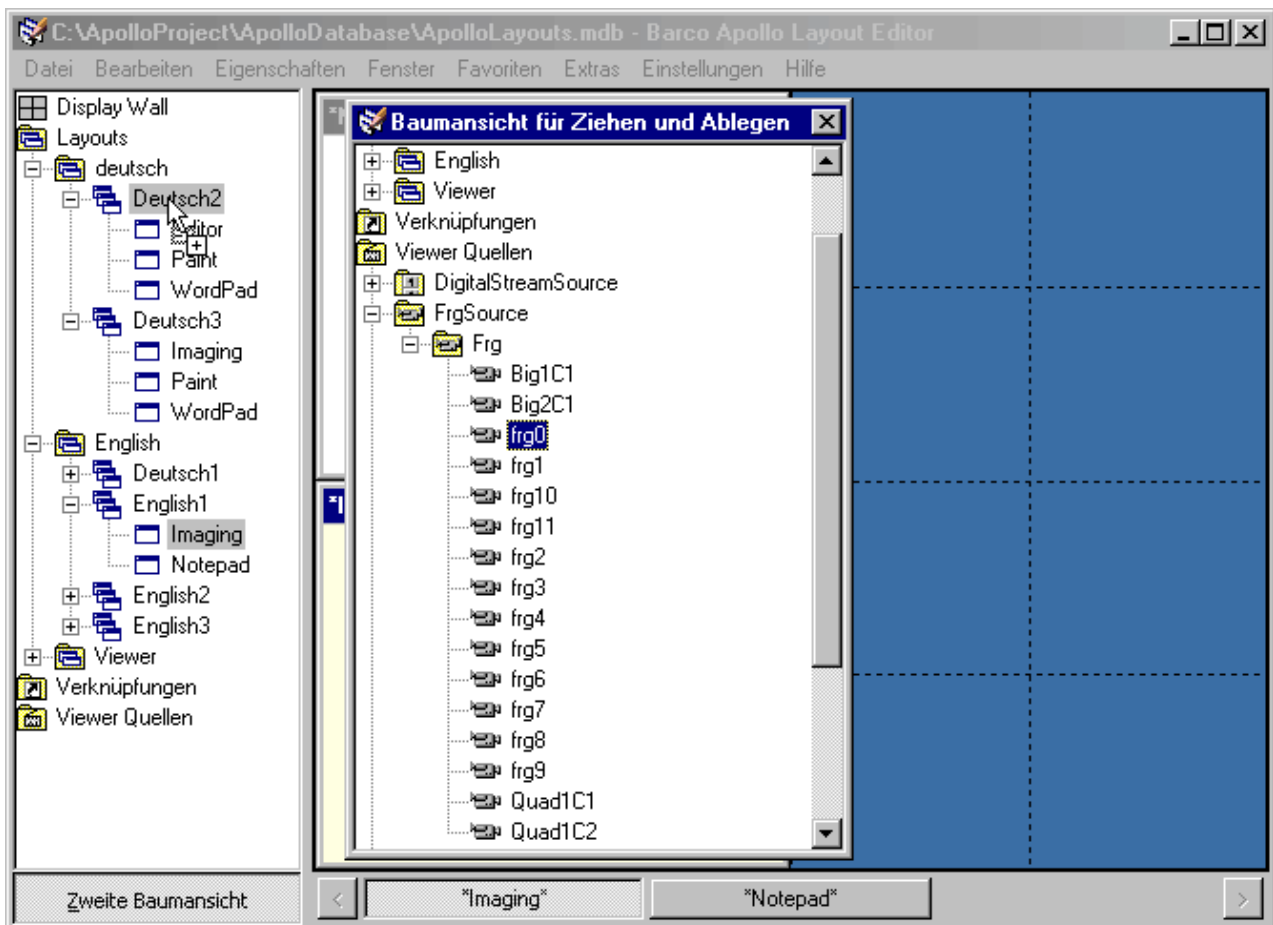 C:\ApolloProject\ApolloDatabase\ApolloLayouts.mdb - Barco Apollo Layout Editor
Datei Bearbeiten Eigenschaften Fenster Favoriten Extras Einstellungen Hilfe
Display Wall
Layouts
deutsch
Deutsch2
Editor
Paint
WordPad
Deutsch3
Imaging
Paint
WordPad
English
Deutsch1
English1
Imaging
Notepad
English2
English3
Viewer
Verknüpfungen
Viewer Quellen
Zweite Baumansicht
Baumansicht für Ziehen und Ablegen
English
Viewer
Verknüpfungen
Viewer Quellen
DigitalStreamSource
FrgSource
Frg
Big1C1
Big2C1
frg0
frg1
frg10
frg11
frg2
frg3
frg4
frg5
frg6
frg7
frg8
frg9
Quad1C1
Quad1C2
< *Imaging* *Notepad* >